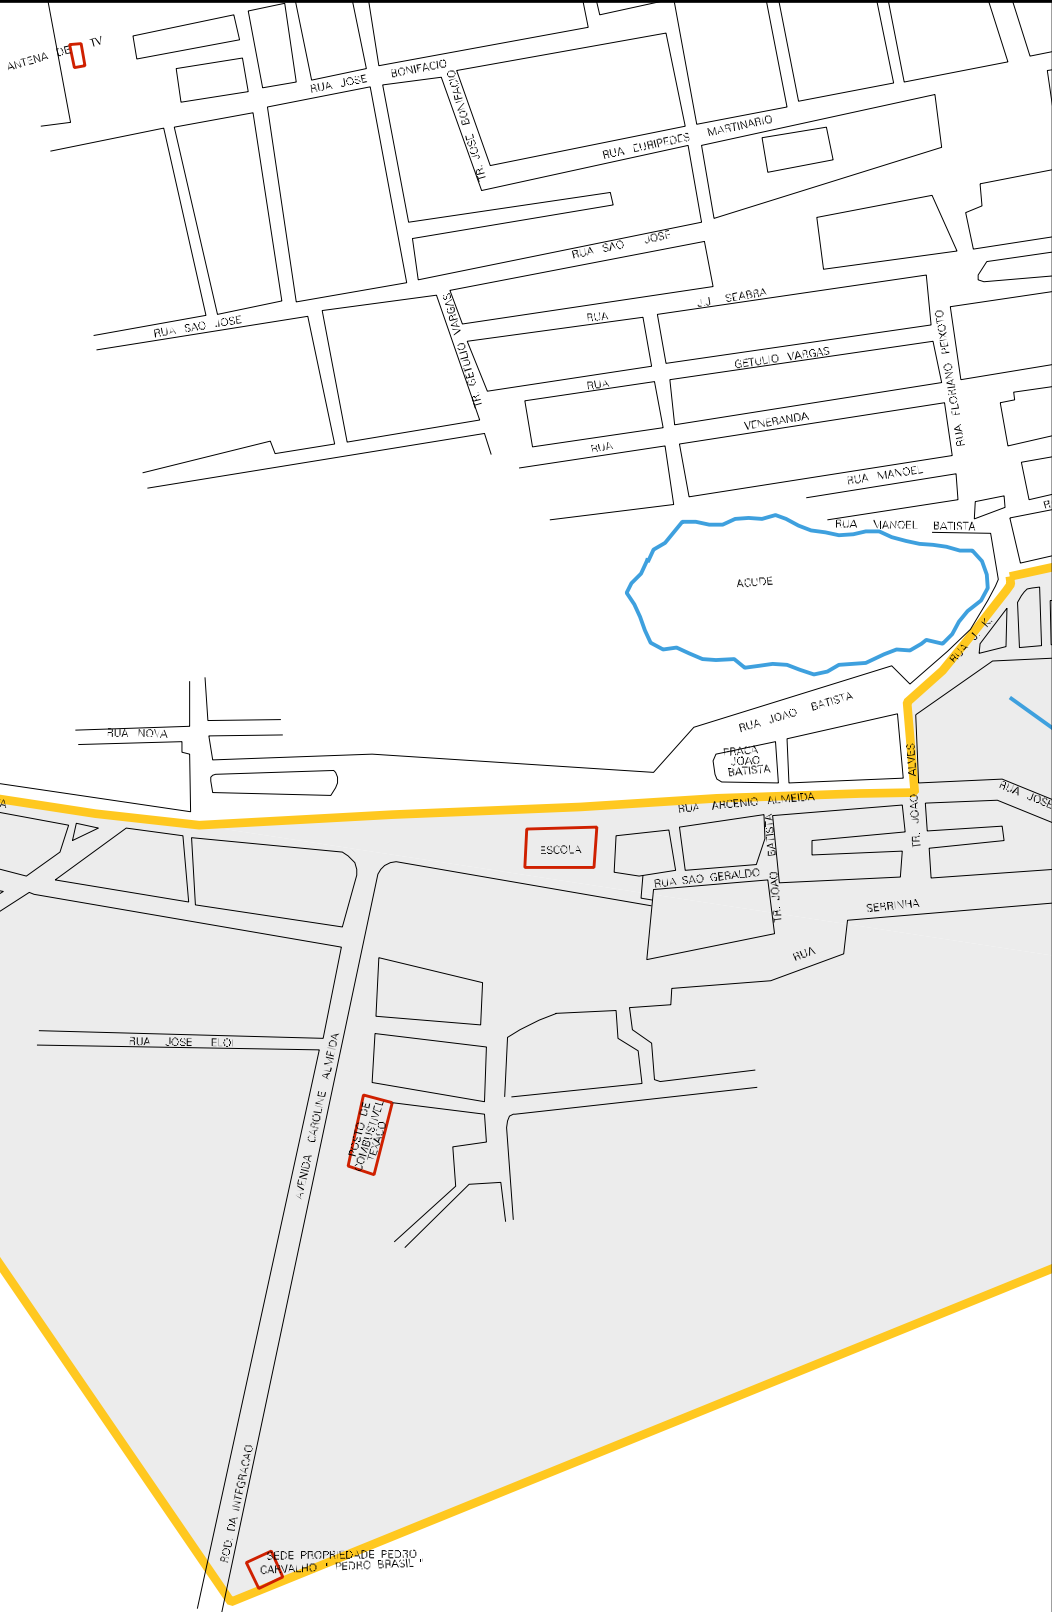 ANTENA DE TV
RUA JOSE BONIFACIO
TR. JOSE BONIFACIO
RUA EURIPEDES MARTINARIO
RUA SAO JOSE
RUA SAO JOSE
TR. GETULIO VARGAS
RUA J.J. SEABRA
RUA GETULIO VARGAS
RUA VENERANDA
RUA FLORIANO PEIXOTO
RUA MANOEL
RUA MANOEL BATISTA
R
ACUDE
RUA J. K.
RUA JOAO BATISTA
RUA NOVA
PRACA
JOAO
BATISTA
TR. JOAO ALVES
RUA JOSE
A
RUA ARCENIO ALMEIDA
ESCOLA
TR. JOAO BATISTA
RUA SAO GERALDO
RUA SERRINHA
RUA JOSE ELOI
AVENIDA CAROLINE ALMEIDA
POSTO DE
COMBUSTIVEL
TEXACO
ROD. DA INTEGRACAO
SEDE PROPRIEDADE PEDRO
CARVALHO " PEDRO BRASIL "